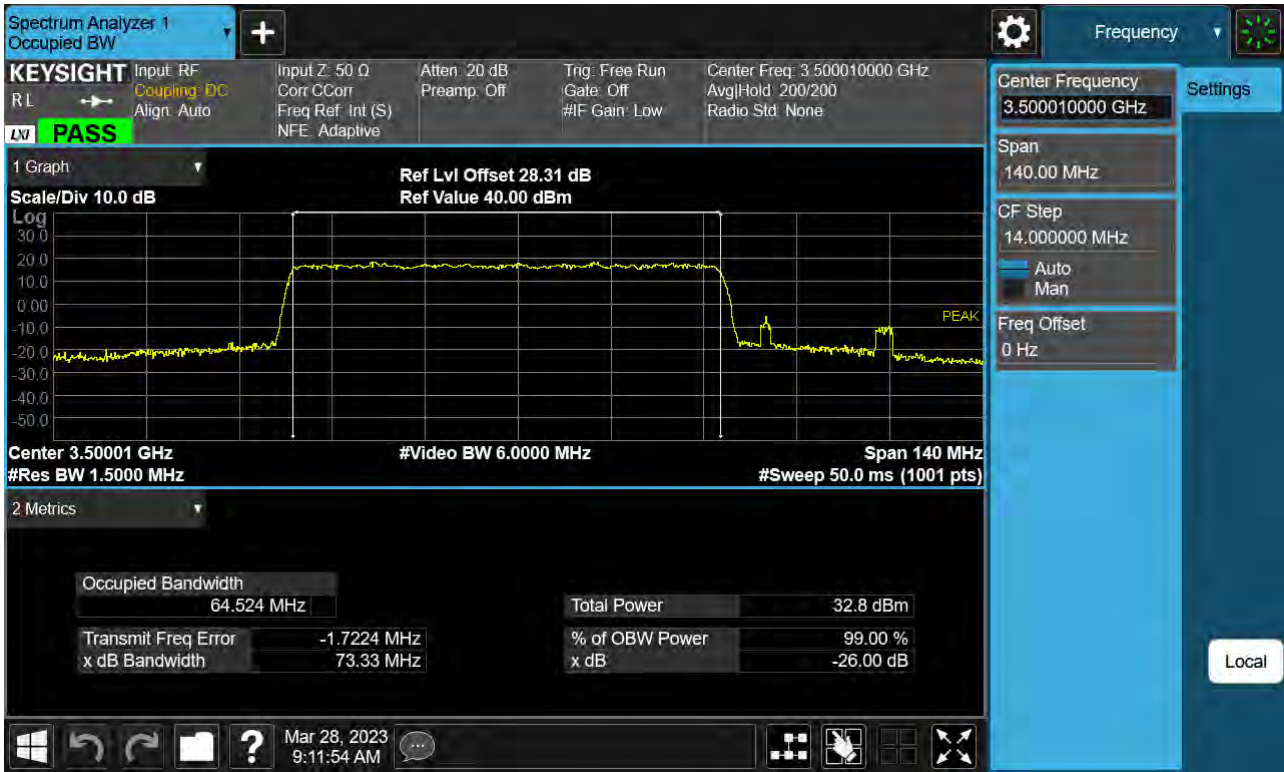 Spectrum Analyzer 1
Occupied BW
+
Frequency
KEYSIGHT Input: RF Input Z: 50 Ω Atten: 20 dB Trig: Free Run Center Freq: 3.500010000 GHz
RL Coupling: DC Corr CCorr Preamp: Off Gate: Off Avg|Hold: 200/200
Align: Auto Freq Ref: Int (S) #IF Gain: Low Radio Std: None
LXI PASS NFE: Adaptive
Center Frequency
3.500010000 GHz
Settings
Span
140.00 MHz
CF Step
14.000000 MHz
Auto
Man
Freq Offset
0 Hz
Local
1 Graph
Ref Lvl Offset 28.31 dB
Scale/Div 10.0 dB Ref Value 40.00 dBm
Log
30.0
20.0
10.0
0.00
-10.0
-20.0
-30.0
-40.0
-50.0
PEAK
Center 3.50001 GHz #Video BW 6.0000 MHz Span 140 MHz
#Res BW 1.5000 MHz #Sweep 50.0 ms (1001 pts)
2 Metrics
Occupied Bandwidth
64.524 MHz Total Power 32.8 dBm
Transmit Freq Error -1.7224 MHz % of OBW Power 99.00 %
x dB Bandwidth 73.33 MHz x dB -26.00 dB
? Mar 28, 2023
9:11:54 AM